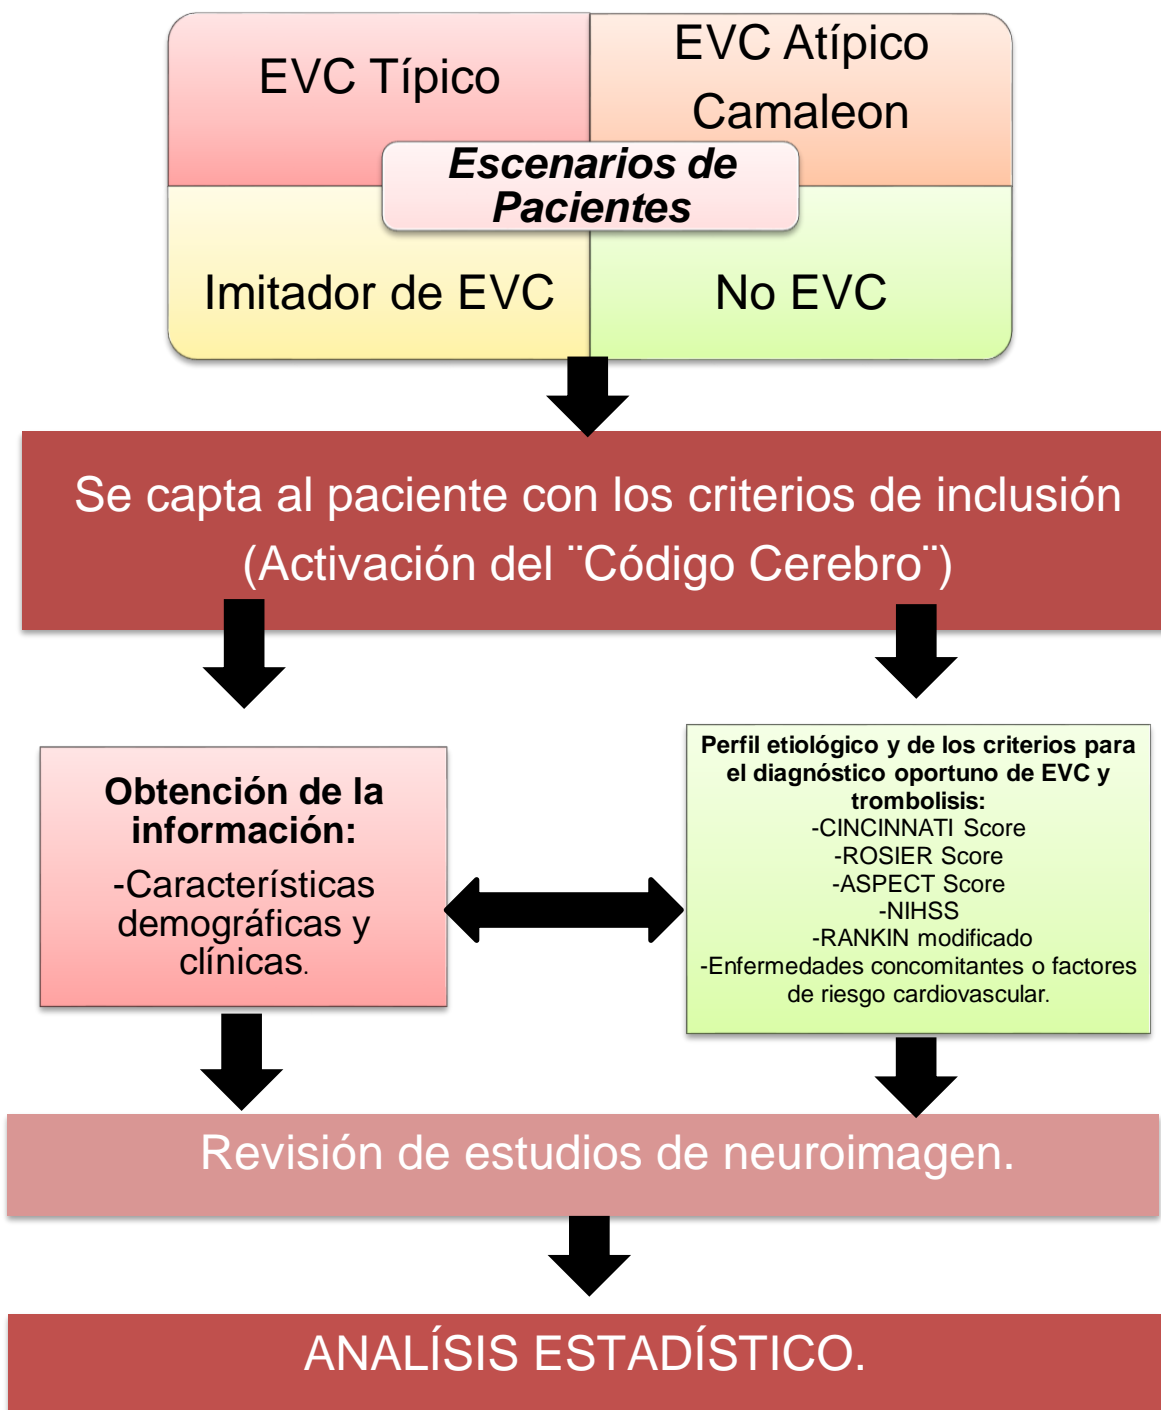 EVC Típico
EVC Atípico
Camaleon
Escenarios de
Pacientes
Imitador de EVC
No EVC
Se capta al paciente con los criterios de inclusión
(Activación del ¨Código Cerebro¨)
Obtención de la
información:
-Características
demográficas y
clínicas.
Perfil etiológico y de los criterios para
el diagnóstico oportuno de EVC y
trombolisis:
-CINCINNATI Score
-ROSIER Score
-ASPECT Score
-NIHSS
-RANKIN modificado
-Enfermedades concomitantes o factores
de riesgo cardiovascular.
Revisión de estudios de neuroimagen.
ANALÍSIS ESTADÍSTICO.